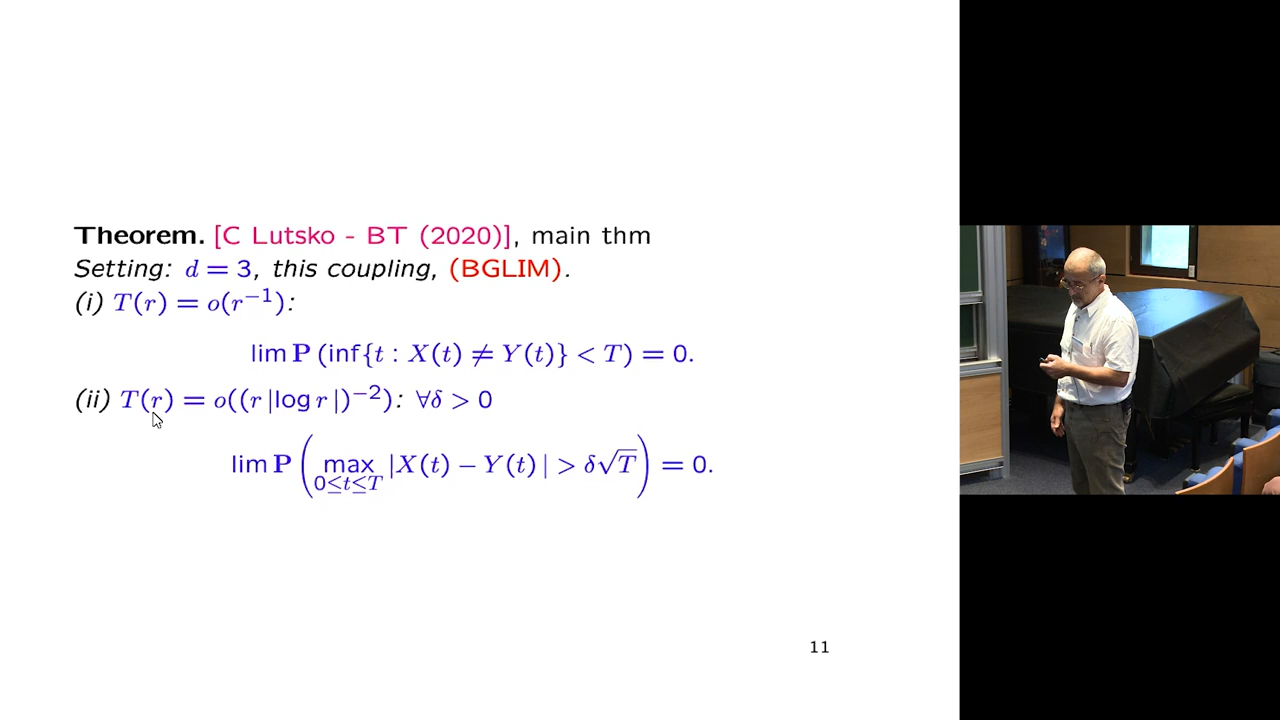 Theorem. [C Lutsko - BT (2020)], main thm
Setting: d = 3, this coupling, (BGLIM).
(i) T(r) = o(r⁻¹):
lim P (inf{t : X(t) ≠ Y(t)} < T) = 0.
(ii) T(r) = o((r |log r |)⁻²): ∀δ > 0
lim P ( max_{0≤t≤T} |X(t) − Y(t) | > δ√T ) = 0.
11